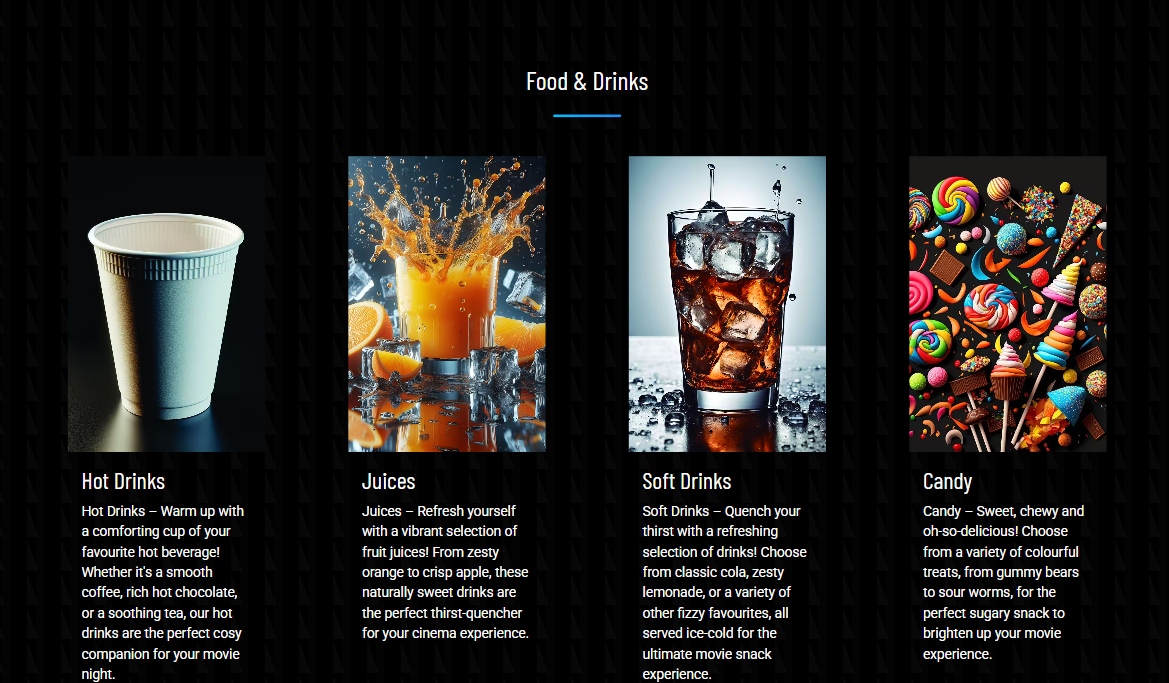 Food & Drinks
Hot Drinks
Hot Drinks – Warm up with
a comforting cup of your
favourite hot beverage!
Whether it's a smooth
coffee, rich hot chocolate,
or a soothing tea, our hot
drinks are the perfect cosy
companion for your movie
night.
Juices
Juices – Refresh yourself
with a vibrant selection of
fruit juices! From zesty
orange to crisp apple, these
naturally sweet drinks are
the perfect thirst-quencher
for your cinema experience.
Soft Drinks
Soft Drinks – Quench your
thirst with a refreshing
selection of drinks! Choose
from classic cola, zesty
lemonade, or a variety of
other fizzy favourites, all
served ice-cold for the
ultimate movie snack
experience.
Candy
Candy – Sweet, chewy and
oh-so-delicious! Choose
from a variety of colourful
treats, from gummy bears
to sour worms, for the
perfect sugary snack to
brighten up your movie
experience.